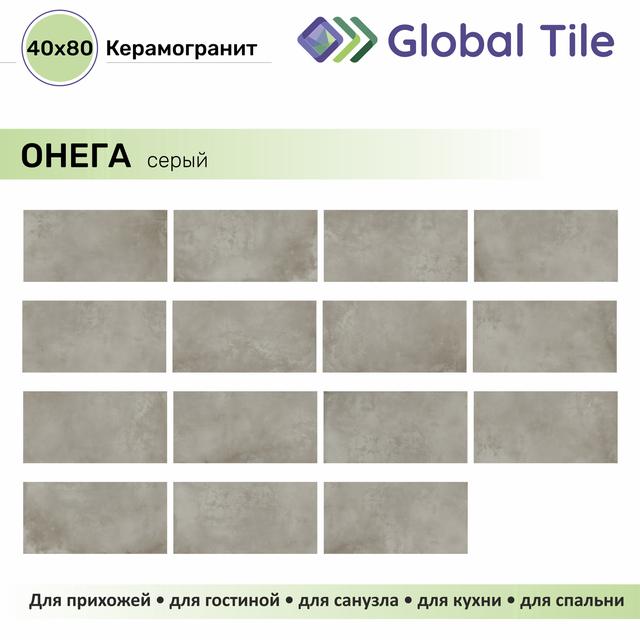 40x80 Керамогранит
Global Tile
ОНЕГА серый
Для прихожей • для гостиной • для санузла • для кухни • для спальни